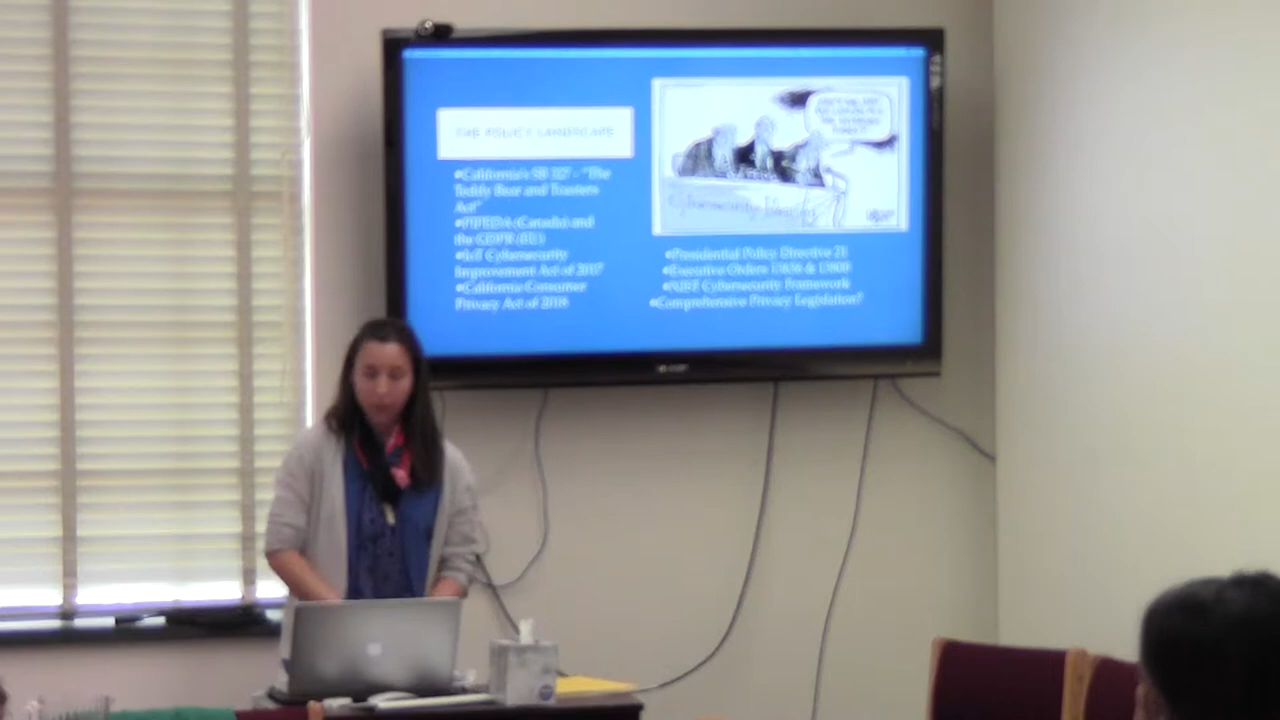 THE POLICY LANDSCAPE
•California's SB 327 - "The
Teddy Bear and Toasters
Act"
•PIPEDA (Canada) and
the GDPR (EU)
•IoT Cybersecurity
Improvement Act of 2017
•California Consumer
Privacy Act of 2018
Cybersecurity
•Presidential Policy Directive 21
•Executive Orders 13636 & 13800
•NIST Cybersecurity Framework
•Comprehensive Privacy Legislation?